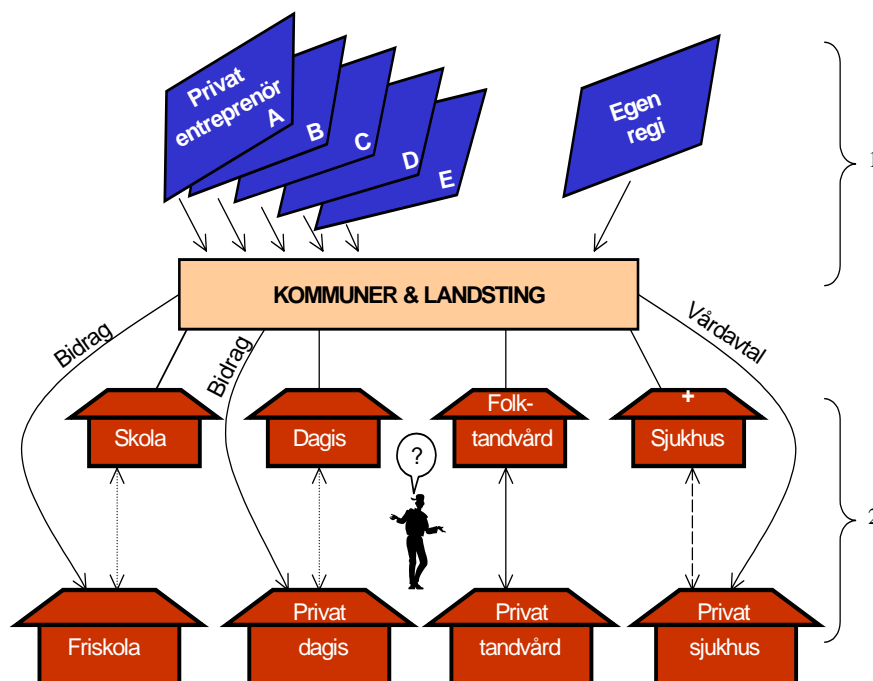 Privat
entreprenör
A
B
C
D
E
Egen
regi
1
KOMMUNER & LANDSTING
Bidrag
Bidrag
Vårdavtal
Skola
Dagis
Folk-
tandvård
+
Sjukhus
?
2
Friskola
Privat
dagis
Privat
tandvård
Privat
sjukhus